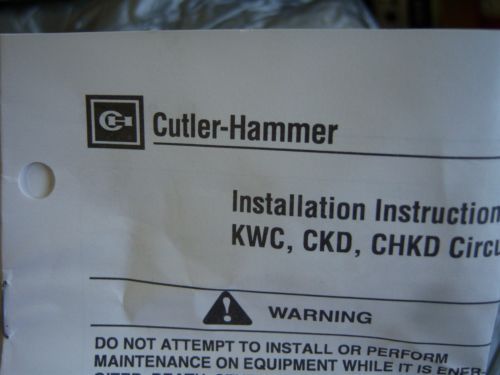 Cutler-Hammer
Installation Instruction
KWC, CKD, CHKD Circu
WARNING
DO NOT ATTEMPT TO INSTALL OR PERFORM
MAINTENANCE ON EQUIPMENT WHILE IT IS ENER-